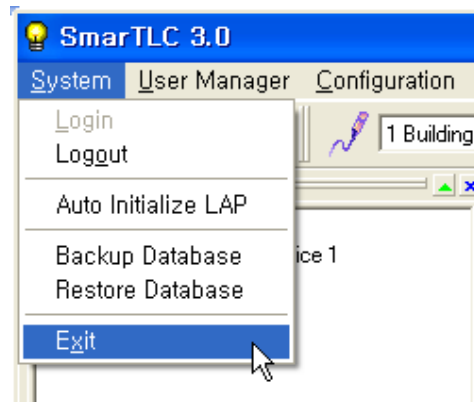 SmarTLC 3.0
System User Manager Configuration
Login
Logout
1 Building
Auto Initialize LAP
Backup Database
ice 1
Restore Database
Exit